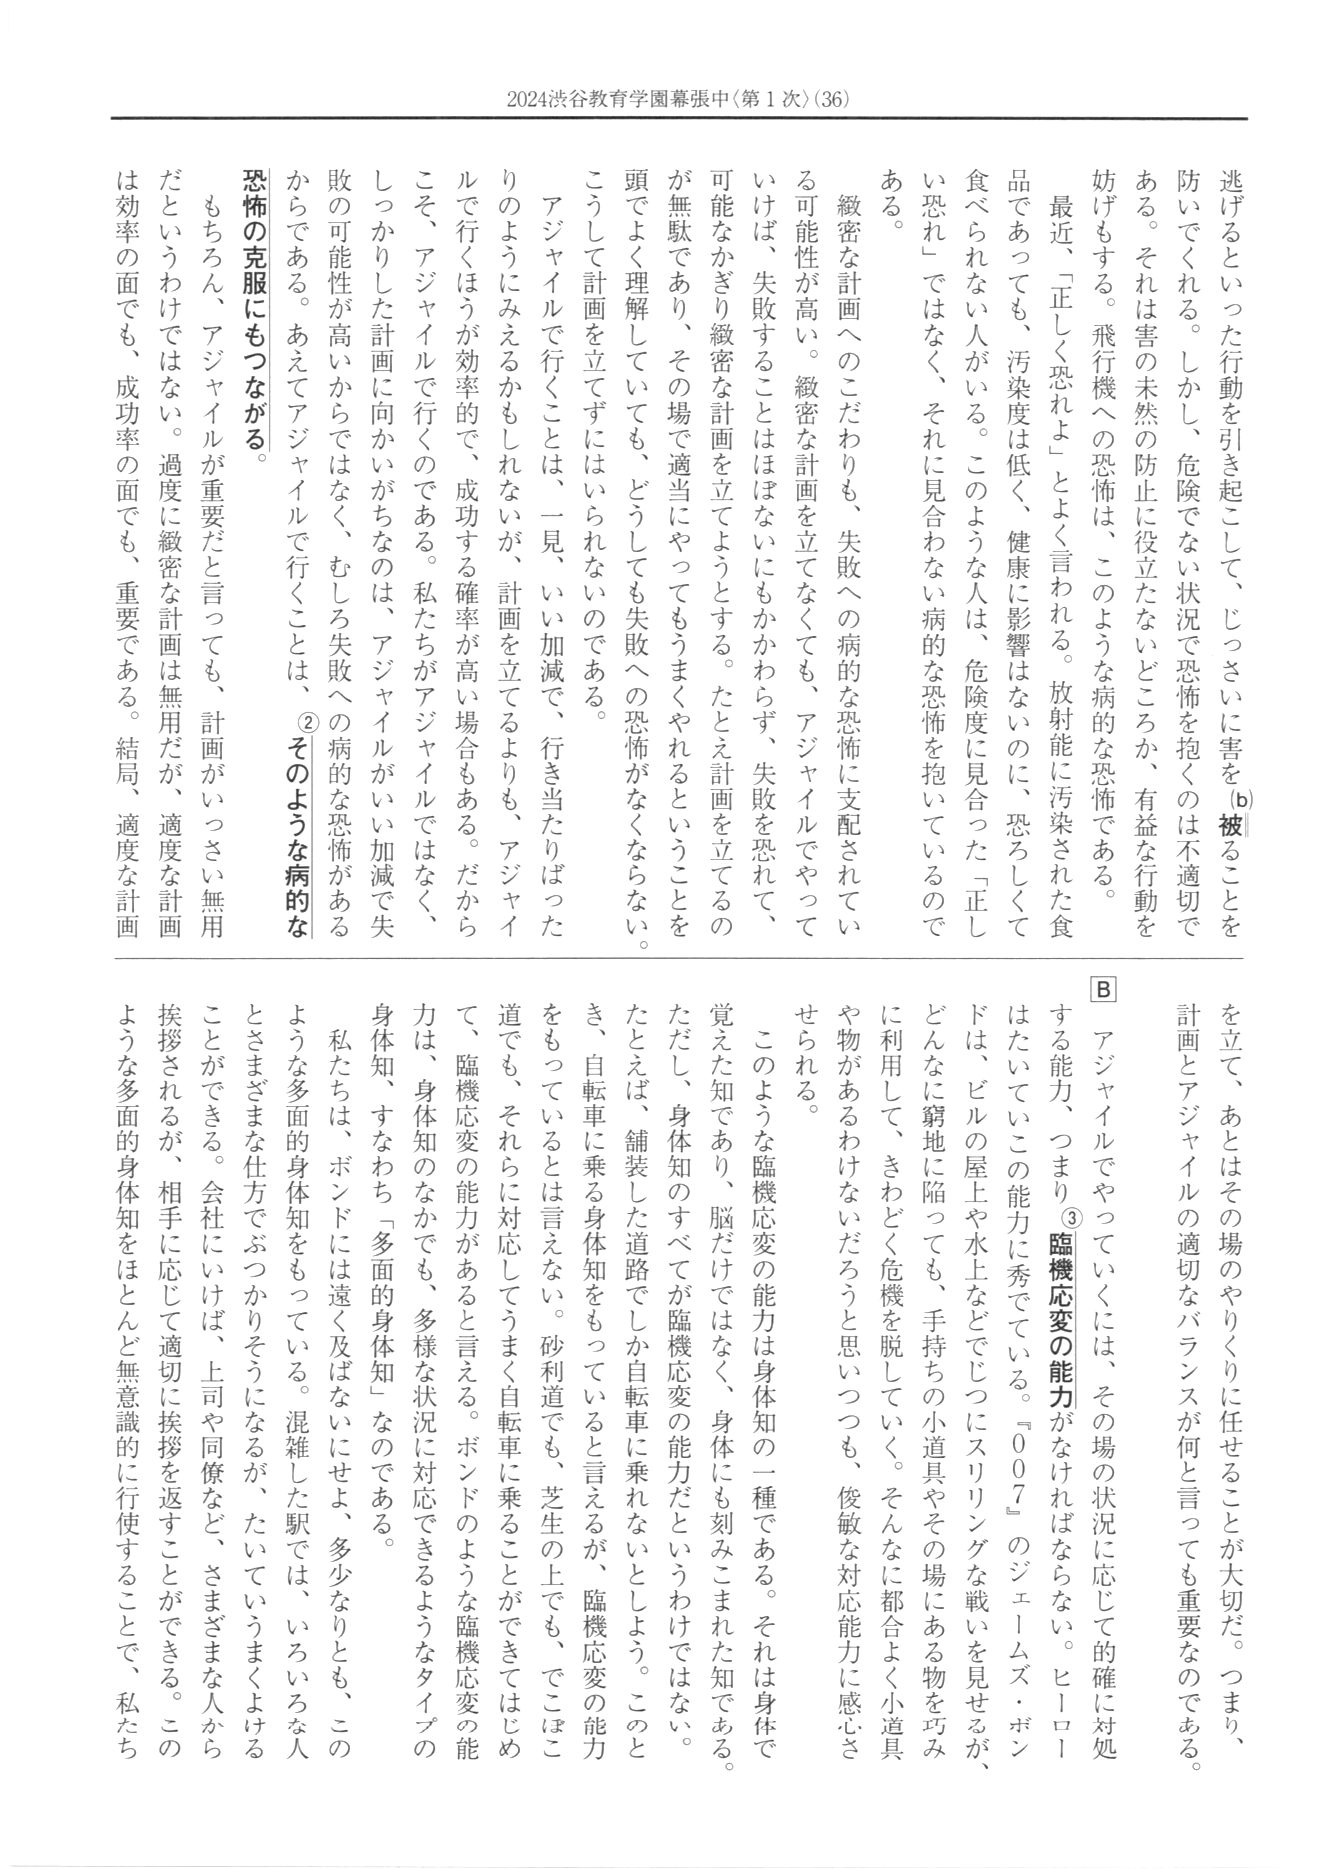 2024渋谷教育学園幕張中〈第１次〉(36)
逃げるといった行動を引き起こして、じっさいに害を(b)被ることを
防いでくれる。しかし、危険でない状況で恐怖を抱くのは不適切で
ある。それは害の未然の防止に役立たないどころか、有益な行動を
妨げもする。飛行機への恐怖は、このような病的な恐怖である。
最近、「正しく恐れよ」とよく言われる。放射能に汚染された食
品であっても、汚染度は低く、健康に影響はないのに、恐ろしくて
食べられない人がいる。このような人は、危険度に見合った「正し
い恐れ」ではなく、それに見合わない病的な恐怖を抱いているので
ある。
緻密な計画へのこだわりも、失敗への病的な恐怖に支配されてい
る可能性が高い。緻密な計画を立てなくても、アジャイルでやって
いけば、失敗することはほぼないにもかかわらず、失敗を恐れて、
可能なかぎり緻密な計画を立てようとする。たとえ計画を立てるの
が無駄であり、その場で適当にやってもうまくやれるということを
頭でよく理解していても、どうしても失敗への恐怖がなくならない。
こうして計画を立てずにはいられないのである。
アジャイルで行くことは、一見、いい加減で、行き当たりばった
りのようにみえるかもしれないが、計画を立てるよりも、アジャイ
ルで行くほうが効率的で、成功する確率が高い場合もある。だから
こそ、アジャイルで行くのである。私たちがアジャイルではなく、
しっかりした計画に向かいがちなのは、アジャイルがいい加減で失
敗の可能性が高いからではなく、むしろ失敗への病的な恐怖がある
からである。あえてアジャイルで行くことは、②そのような病的な
恐怖の克服にもつながる。
もちろん、アジャイルが重要だと言っても、計画がいっさい無用
だというわけではない。過度に緻密な計画は無用だが、適度な計画
は効率の面でも、成功率の面でも、重要である。結局、適度な計画
を立て、あとはその場のやりくりに任せることが大切だ。つまり、
計画とアジャイルの適切なバランスが何と言っても重要なのである。
B
アジャイルでやっていくには、その場の状況に応じて的確に対処
する能力、つまり③臨機応変の能力がなければならない。ヒーロー
はたいていこの能力に秀でている。『００７』のジェームズ・ボン
ドは、ビルの屋上や水上などでじつにスリリングな戦いを見せるが、
どんなに窮地に陥っても、手持ちの小道具やその場にある物を巧み
に利用して、きわどく危機を脱していく。そんなに都合よく小道具
や物があるわけないだろうと思いつつも、俊敏な対応能力に感心さ
せられる。
このような臨機応変の能力は身体知の一種である。それは身体で
覚えた知であり、脳だけではなく、身体にも刻みこまれた知である。
ただし、身体知のすべてが臨機応変の能力だというわけではない。
たとえば、舗装した道路でしか自転車に乗れないとしよう。このと
き、自転車に乗る身体知をもっていると言えるが、臨機応変の能力
をもっているとは言えない。砂利道でも、芝生の上でも、でこぼこ
道でも、それらに対応してうまく自転車に乗ることができてはじめ
て、臨機応変の能力があると言える。ボンドのような臨機応変の能
力は、身体知のなかでも、多様な状況に対応できるようなタイプの
身体知、すなわち「多面的身体知」なのである。
私たちは、ボンドには遠く及ばないにせよ、多少なりとも、この
ような多面的身体知をもっている。混雑した駅では、いろいろな人
とさまざまな仕方でぶつかりそうになるが、たいていうまくよける
ことができる。会社にいけば、上司や同僚など、さまざまな人から
挨拶されるが、相手に応じて適切に挨拶を返すことができる。この
ような多面的身体知をほとんど無意識的に行使することで、私たち